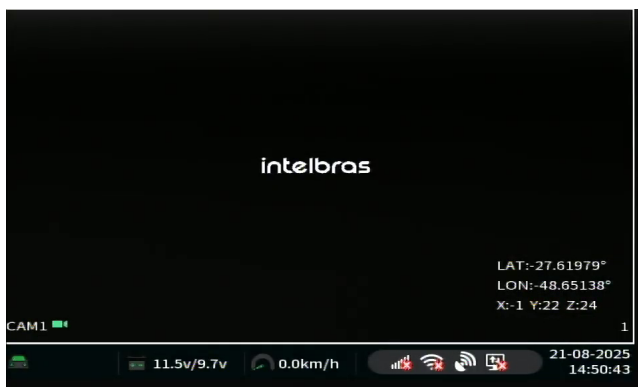 intelbras
LAT:-27.61979°
LON:-48.65138°
X:-1 Y:22 Z:24
CAM1
1
11.5v/9.7v
0.0km/h
21-08-2025
14:50:43